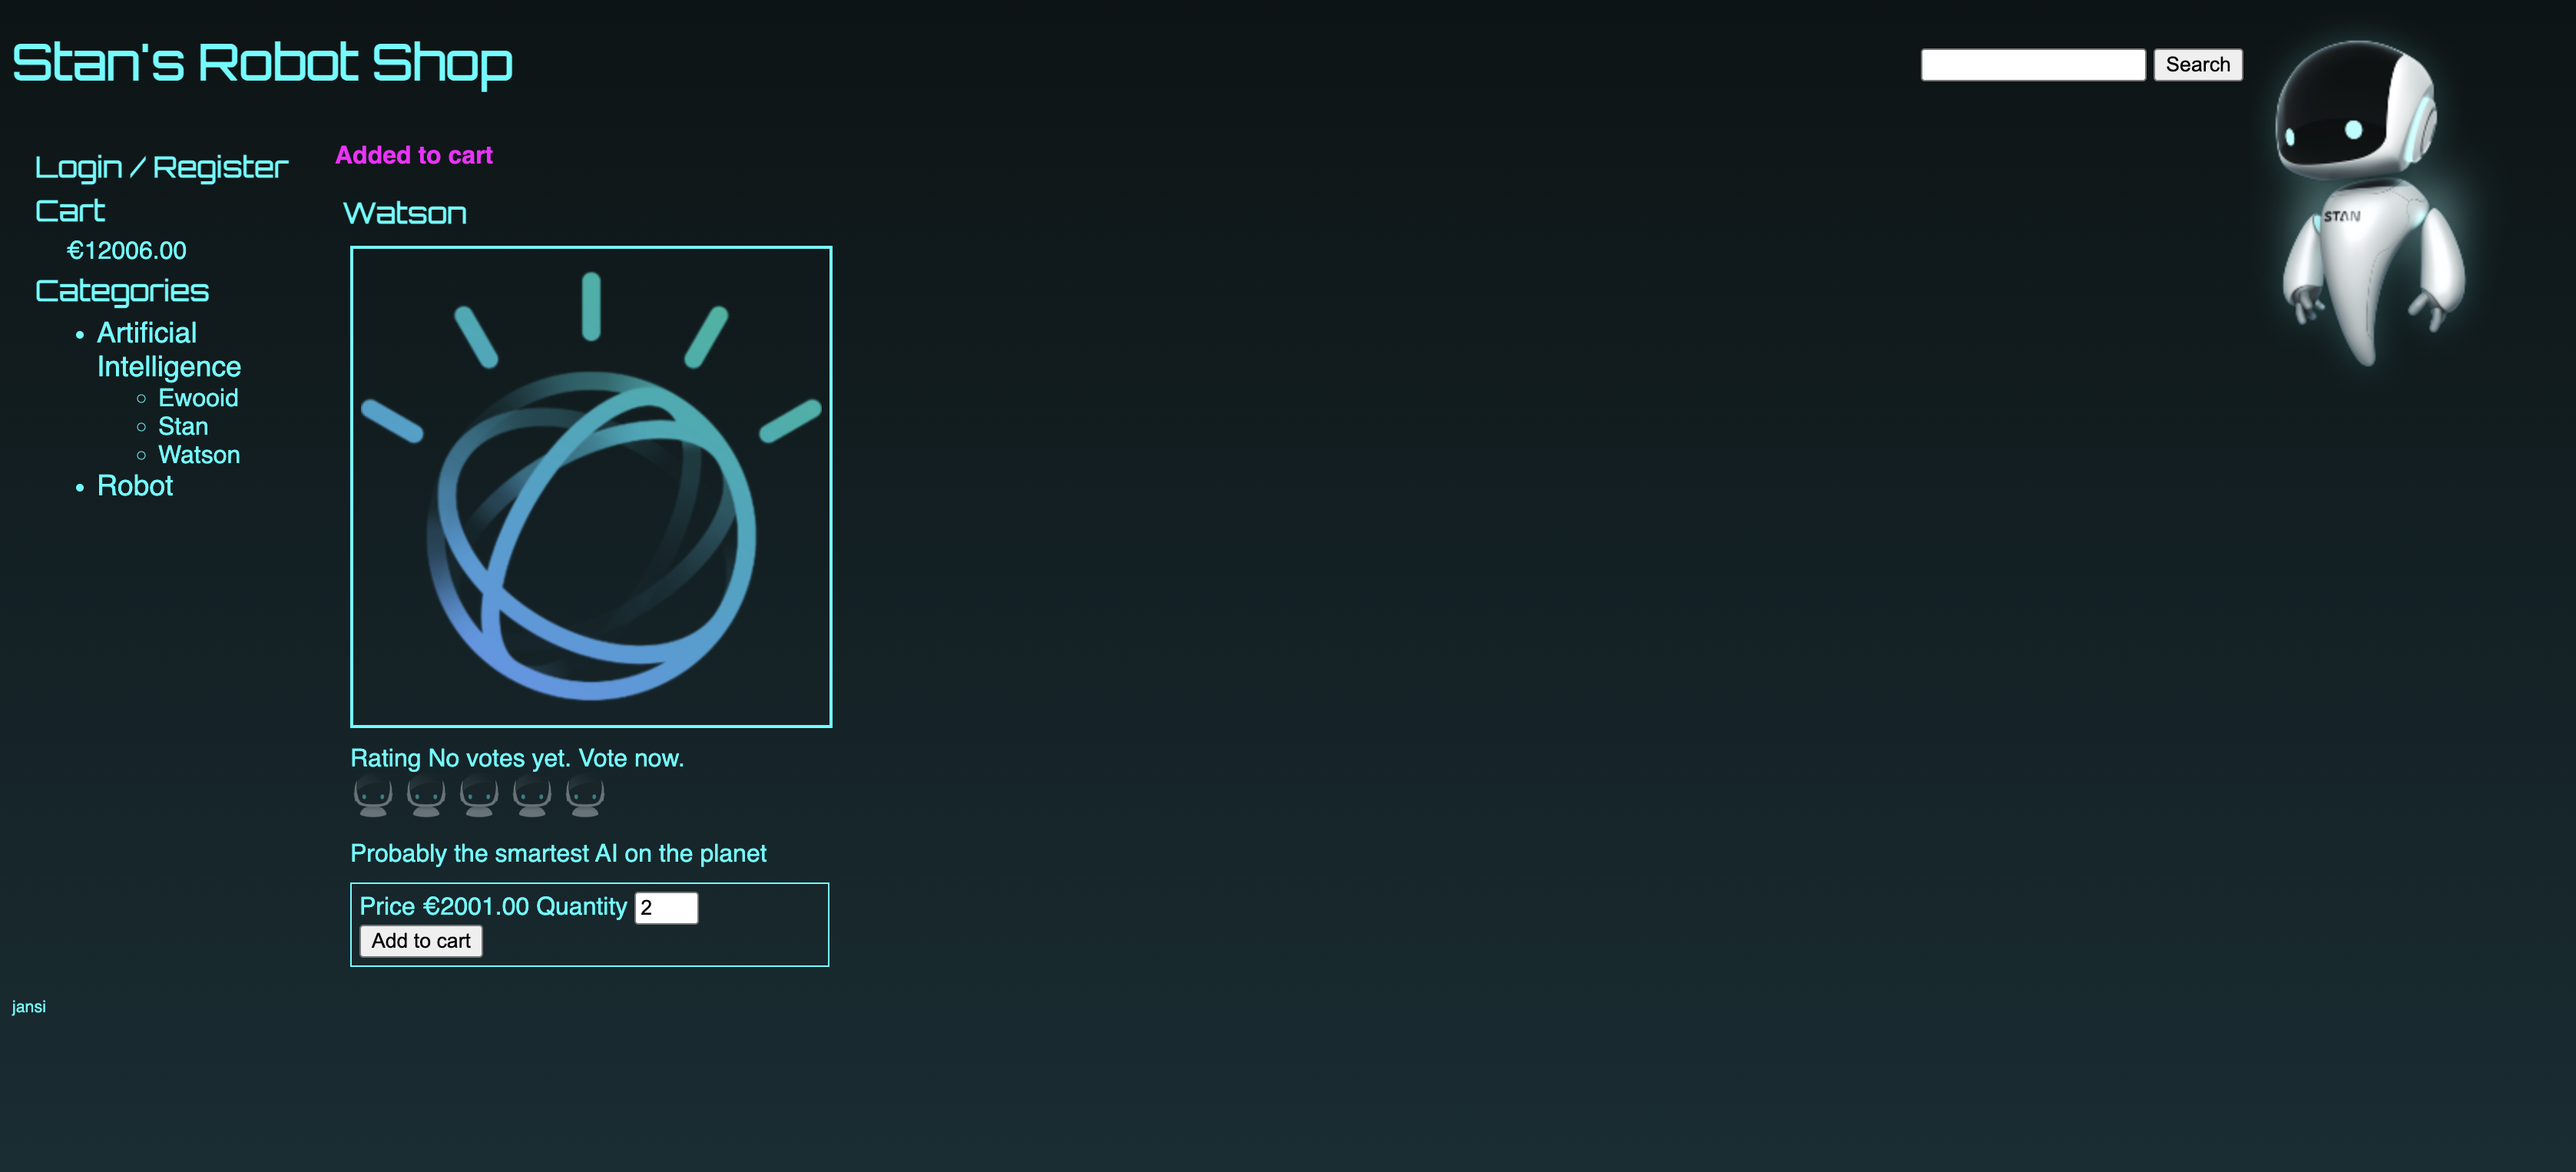 Stan's Robot Shop
Search
STAN
Login / Register
Cart
€12006.00
Categories
Artificial
Intelligence
Ewooid
Stan
Watson
Robot
Added to cart
Watson
Rating No votes yet. Vote now.
Probably the smartest AI on the planet
Price €2001.00 Quantity 2
Add to cart
jansi